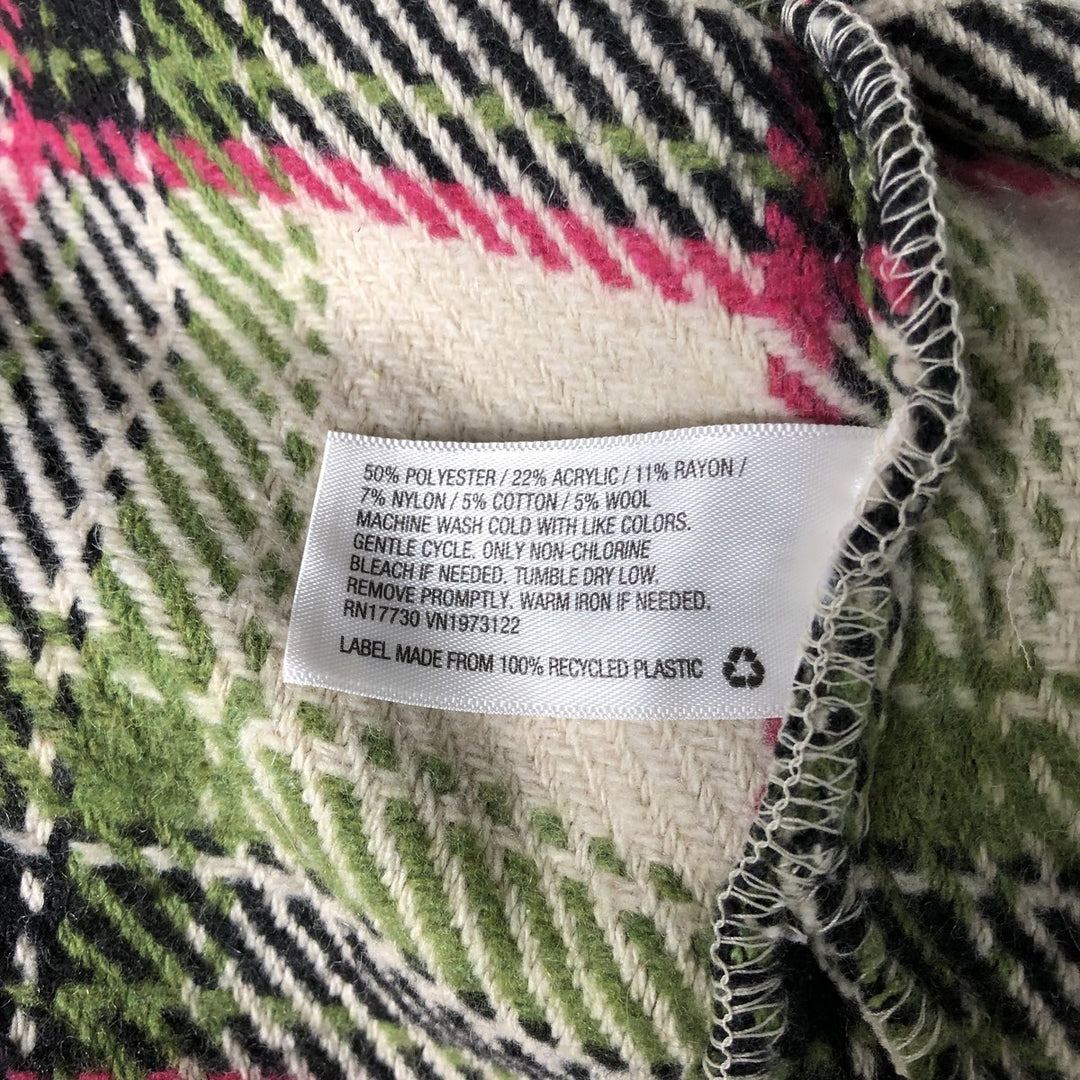 50% POLYESTER / 22% ACRYLIC / 11% RAYON /
7% NYLON / 5% COTTON / 5% WOOL
MACHINE WASH COLD WITH LIKE COLORS.
GENTLE CYCLE. ONLY NON-CHLORINE
BLEACH IF NEEDED. TUMBLE DRY LOW.
REMOVE PROMPTLY. WARM IRON IF NEEDED.
RN17730 VN1973122
LABEL MADE FROM 100% RECYCLED PLASTIC